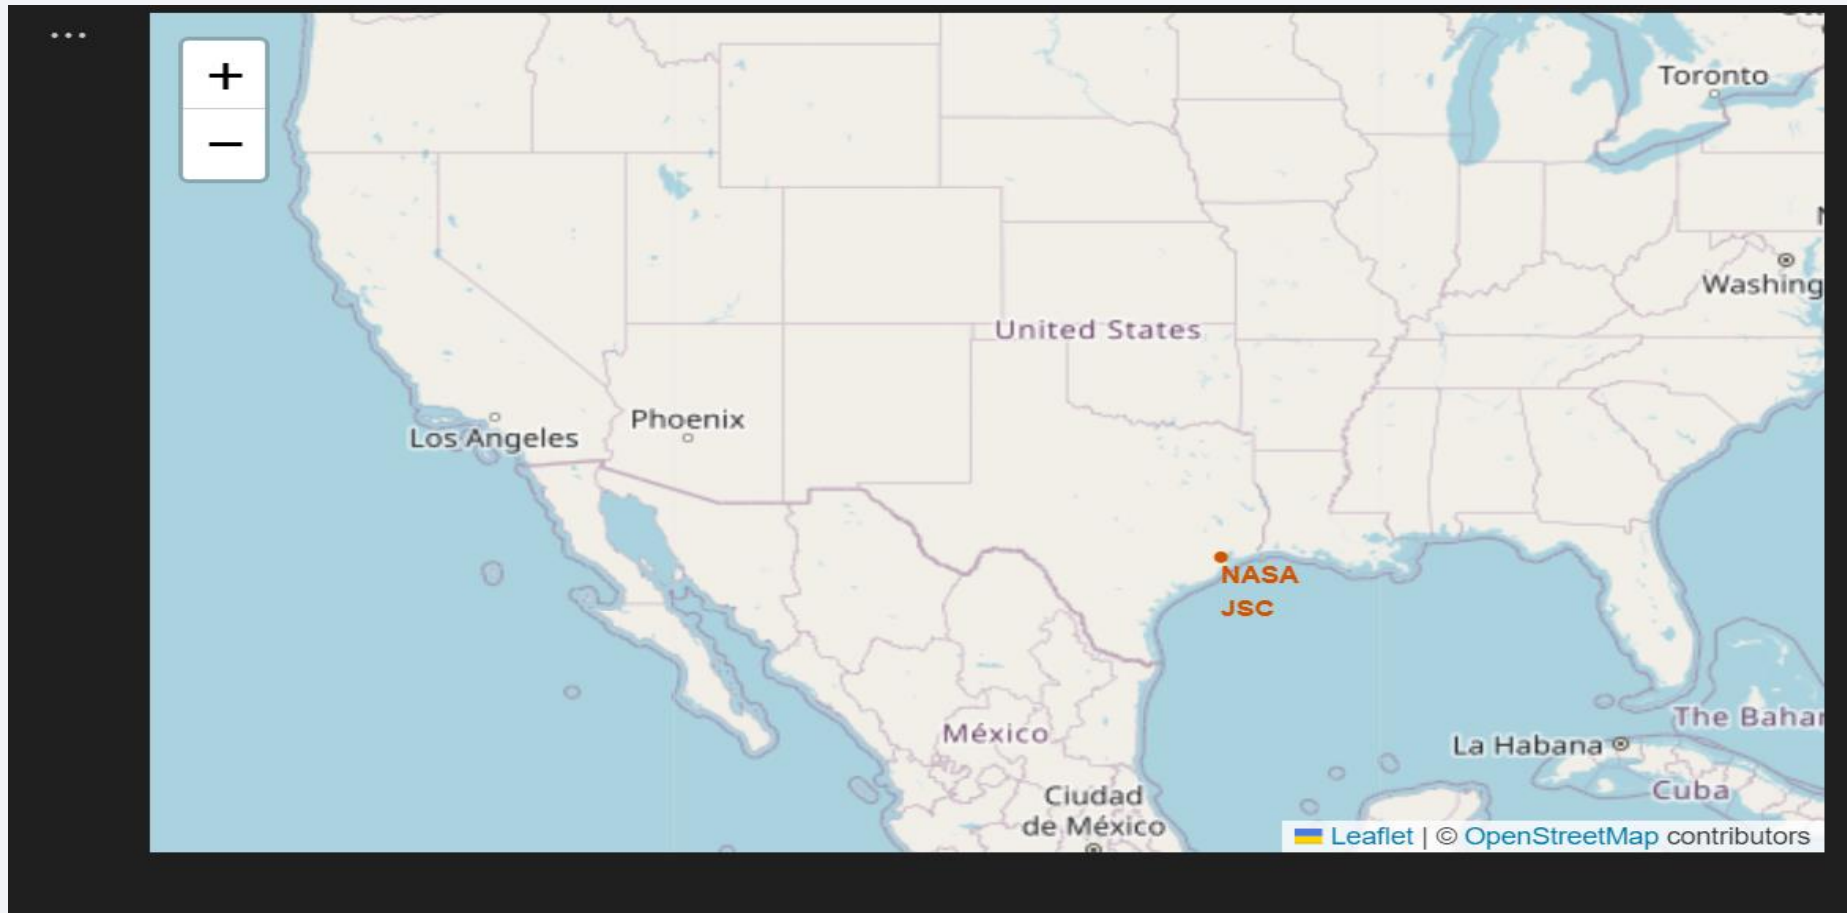 ...
+
Toronto
−
Washing
United States
Phoenix
Los Angeles
NASA
JSC
The Bahar
México
La Habana
Cuba
Ciudad
de México
Leaflet | © OpenStreetMap contributors